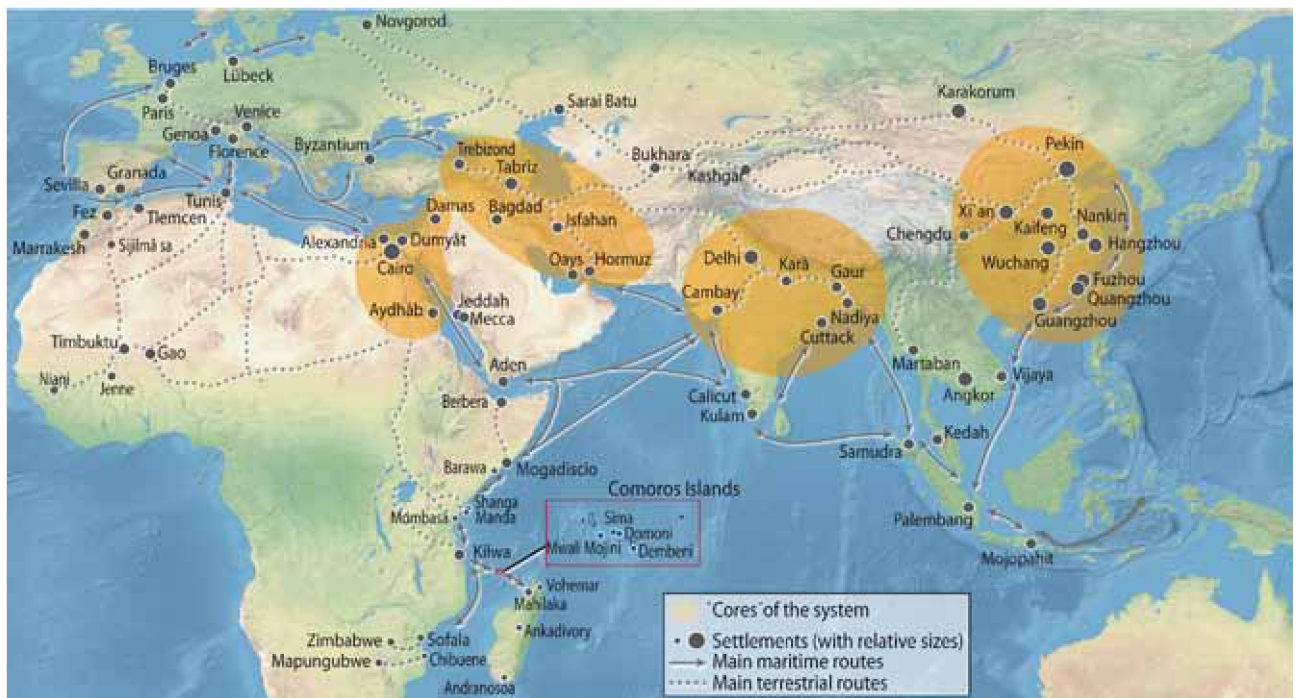 Novgorod
Bruges
Lübeck
Karakorum
Paris
Venice
Sarai Batu
Genoa
Byzantium
Trebizond
Bukhara
Pekin
Florence
Tabriz
Kashgar
Sevilla
Granada
Tunis
Damas
Bagdad
Isfahan
Xi'an
Nankin
Fez
Tlemcen
Kaifeng
Marrakesh
Sijilmâ sa
Alexandria
Dumyât
Chengdu
Hangzhou
Cairo
Oays
Hormuz
Delhi
Karâ
Gaur
Wuchang
Fuzhou
Aydhâb
Jeddah
Mecca
Cambay
Nadiya
Quangzhou
Cuttack
Guangzhou
Timbuktu
Gao
Martaban
Niani
Jenne
Aden
Angkor
Vijaya
Berbera
Calicut
Kulam
Kedah
Samudra
Barawa
Mogadiscio
Comoros Islands
Shanga
Mombasa
Manda
Sima
Domoni
Palembang
Kilwa
Mwali Mojini
Dembeni
Mojopahit
Vohemar
Mahilaka
"Cores" of the system
Zimbabwe
Sofala
Ankadivory
Settlements (with relative sizes)
Mapungubwe
Chibuene
Main maritime routes
Andranosoa
Main terrestrial routes